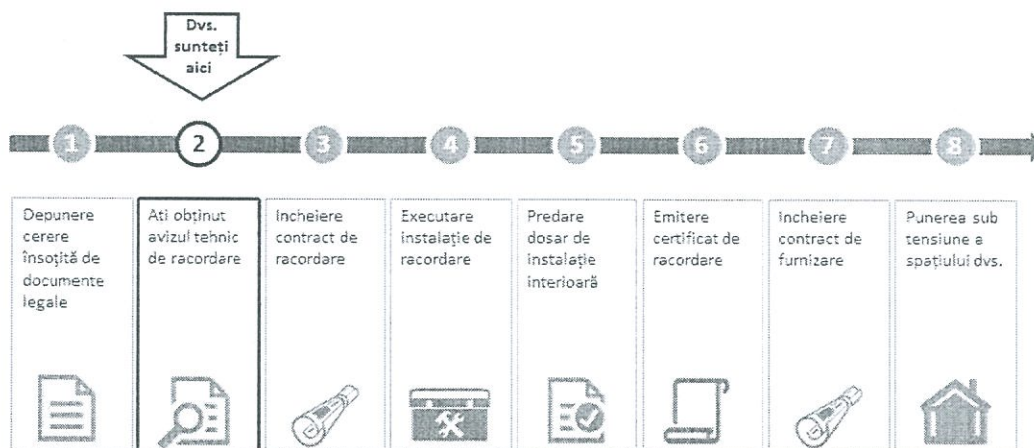 Dvs.
sunteți
aici
1
2
3
4
5
6
7
8
Depunere
cerere
însoțită de
documente
legale
Ati obținut
avizul tehnic
de racordare
Incheiere
contract de
racordare
Executare
instalație de
racordare
Predare
dosar de
instalație
interioară
Emitere
certificat de
racordare
Incheiere
contract de
furnizare
Punerea sub
tensiune a
spațiului dvs.